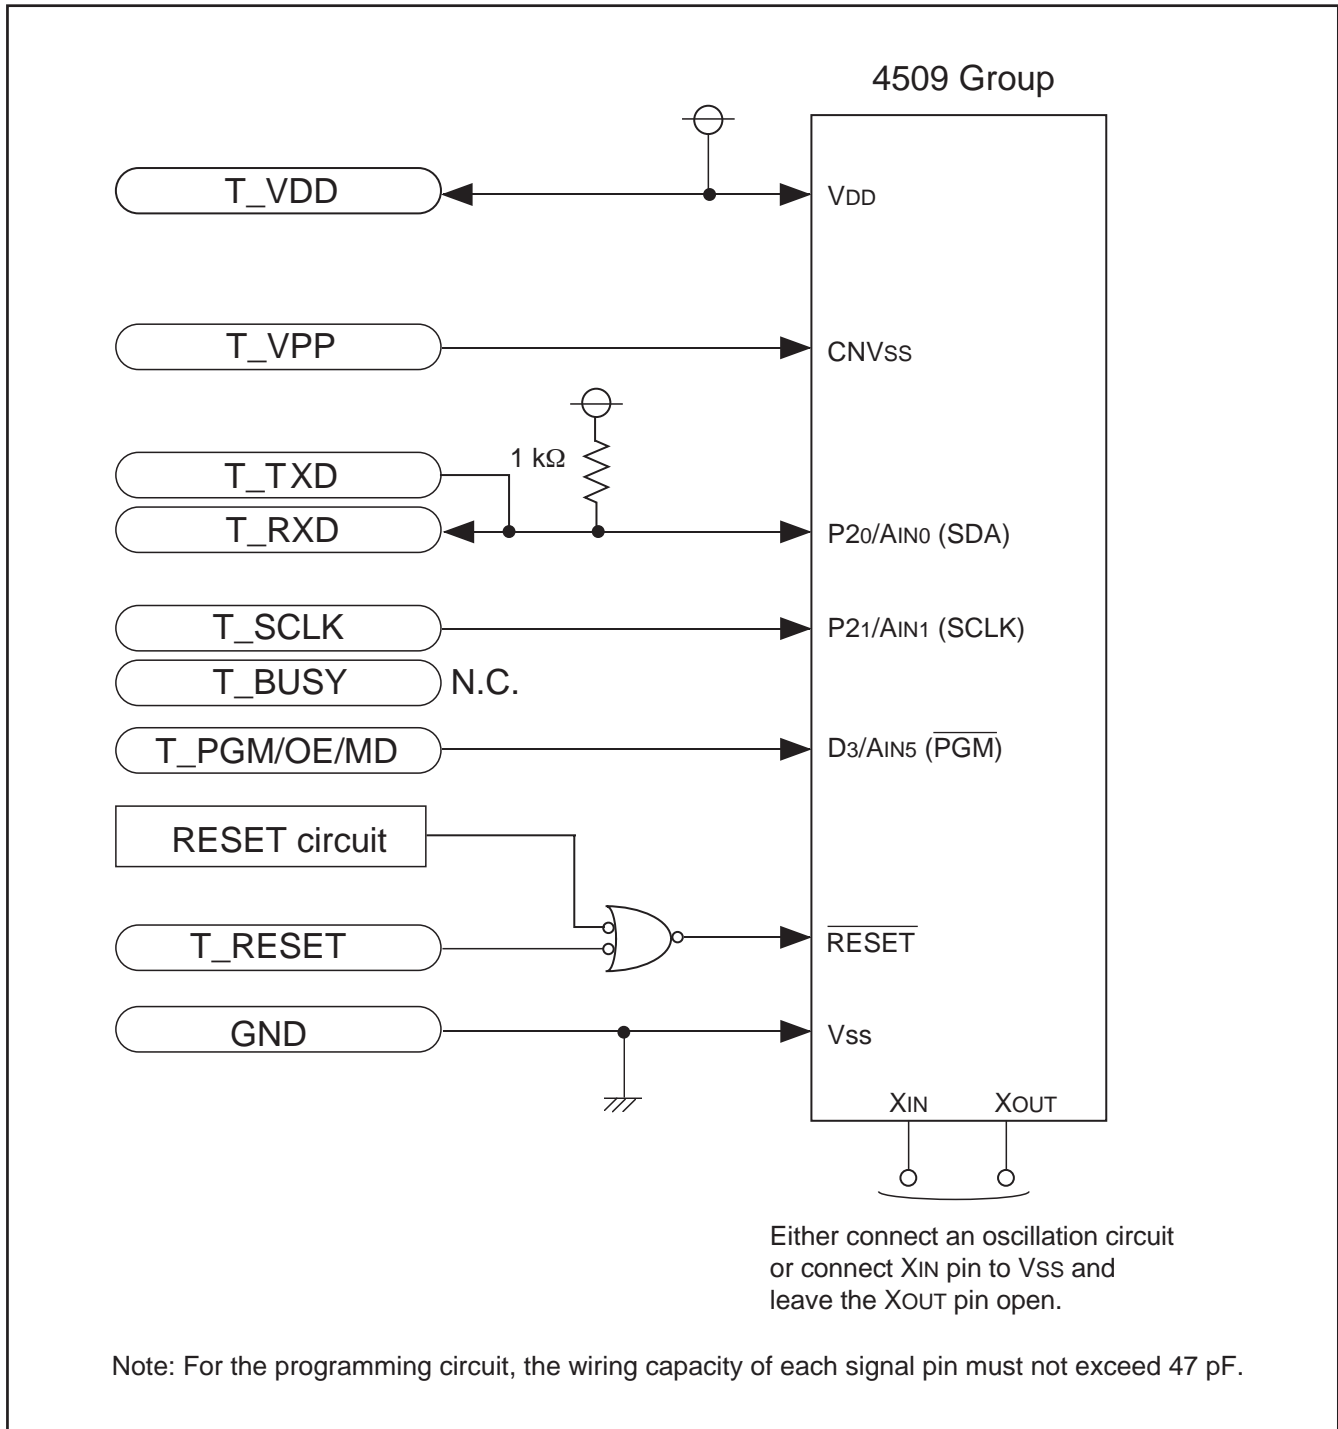 4509 Group
T_VDD
VDD
T_VPP
CNVSS
1 kΩ
T_TXD
T_RXD
P20/AIN0 (SDA)
T_SCLK
P21/AIN1 (SCLK)
T_BUSY N.C.
T_PGM/OE/MD
D3/AIN5 (P̅G̅M̅)
RESET circuit
T_RESET
R̅E̅S̅E̅T̅
GND
VSS
XIN XOUT
Either connect an oscillation circuit
or connect XIN pin to VSS and
leave the XOUT pin open.
Note: For the programming circuit, the wiring capacity of each signal pin must not exceed 47 pF.